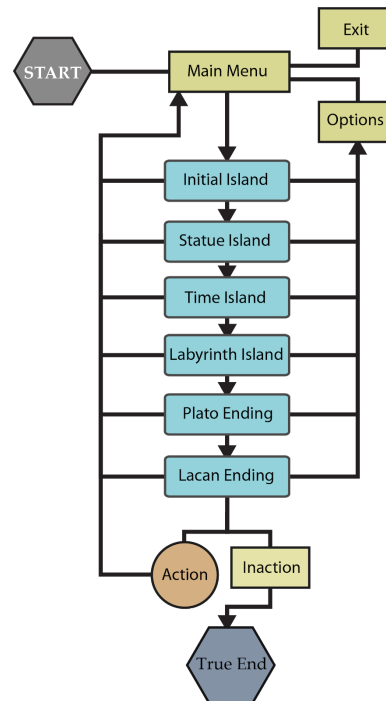 Exit
START
Main Menu
Options
Initial Island
Statue Island
Time Island
Labyrinth Island
Plato Ending
Lacan Ending
Action
Inaction
True End